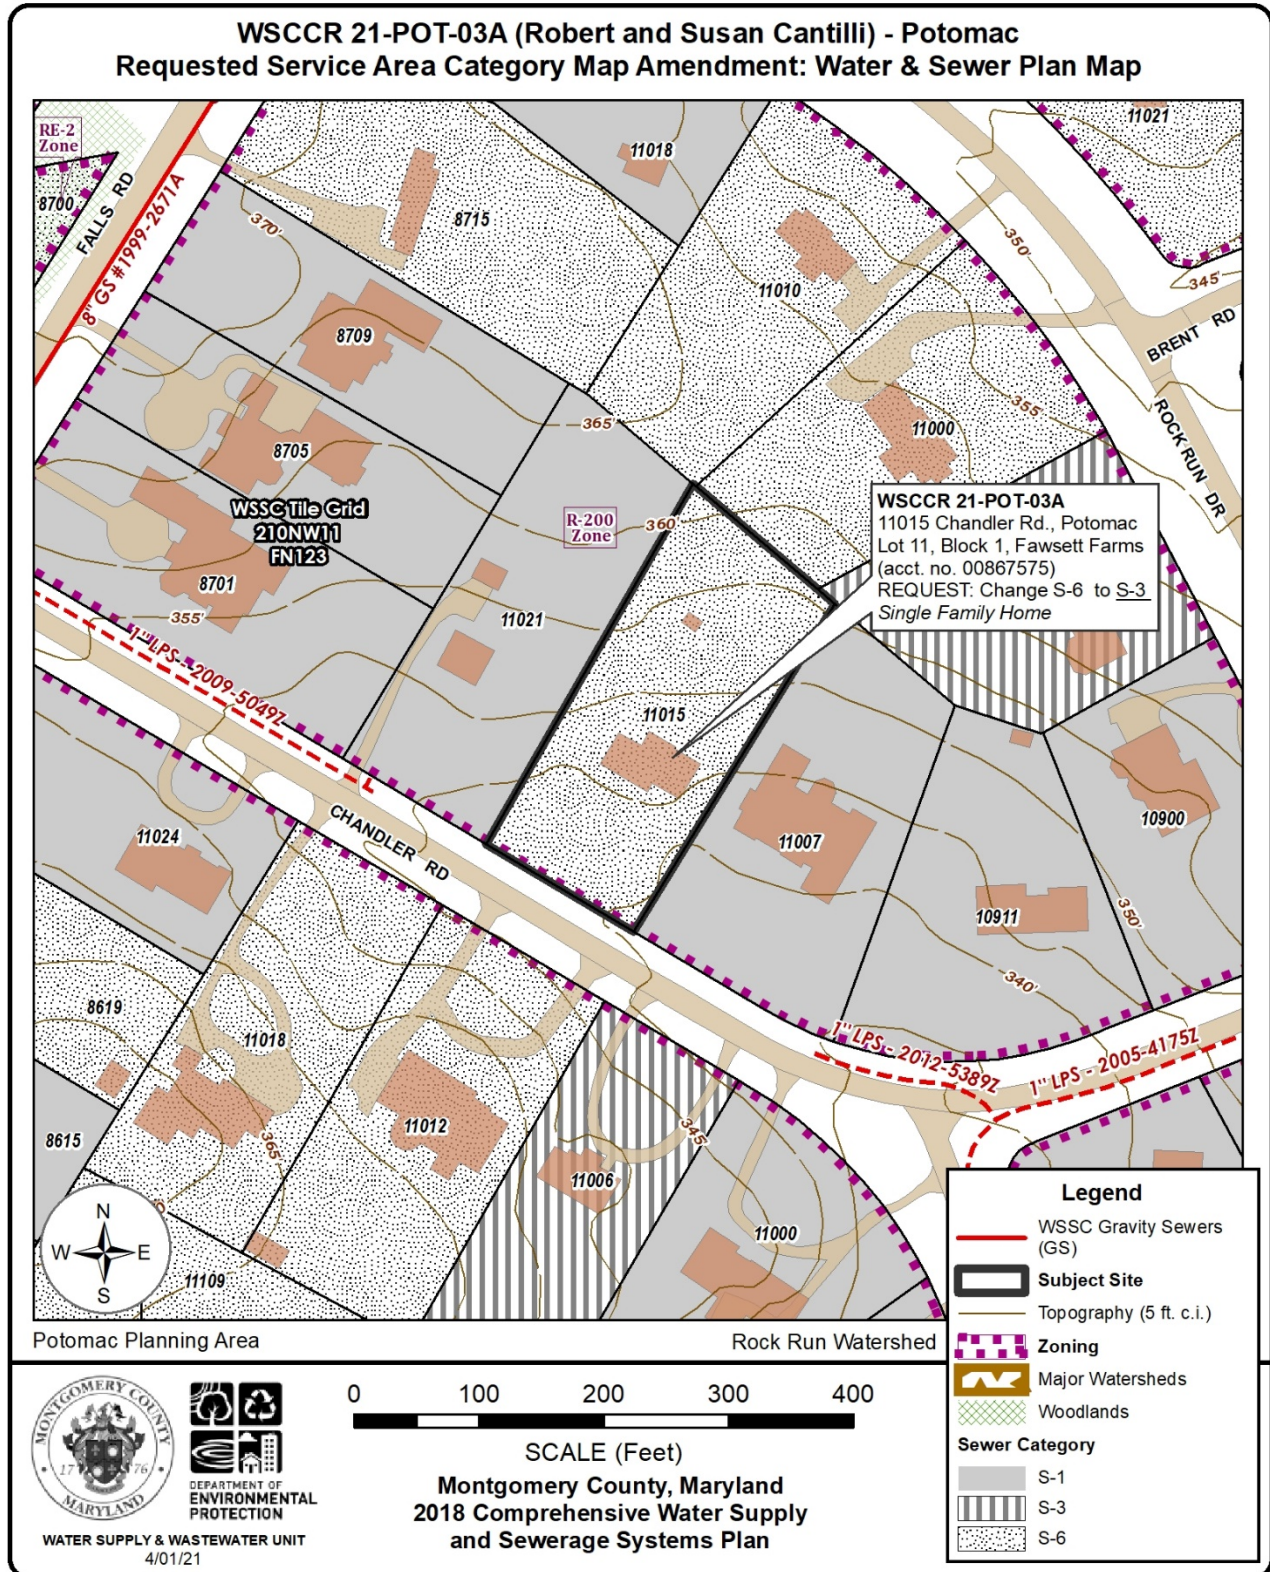 WSCCR 21-POT-03A (Robert and Susan Cantilli) - Potomac
Requested Service Area Category Map Amendment: Water & Sewer Plan Map
RE-2
Zone
8700
FALLS RD
8" GS #1999-2671A
370'
8715
11018
11021
11010
350'
345'
BRENT RD
ROCK RUN DR
8709
365'
355'
11000
8705
WSSC Tile Grid
210NW11
FN123
8701
355'
R-200
Zone
360'
11021
WSCCR 21-POT-03A
11015 Chandler Rd., Potomac
Lot 11, Block 1, Fawsett Farms
(acct. no. 00867575)
REQUEST: Change S-6 to S-3
Single Family Home
1" LPS - 2009-5049Z
11015
11007
10900
10911
350'
340'
11024
CHANDLER RD
1" LPS - 2012-5389Z
1" LPS - 2005-4175Z
8619
11018
365'
11012
345'
11006
11000
8615
11109
N
W
E
S
Potomac Planning Area
Rock Run Watershed
Legend
WSSC Gravity Sewers
(GS)
Subject Site
Topography (5 ft. c.i.)
Zoning
Major Watersheds
Woodlands
Sewer Category
S-1
S-3
S-6
MONTGOMERY COUNTY
17 76
MARYLAND
DEPARTMENT OF
ENVIRONMENTAL
PROTECTION
WATER SUPPLY & WASTEWATER UNIT
4/01/21
0 100 200 300 400
SCALE (Feet)
Montgomery County, Maryland
2018 Comprehensive Water Supply
and Sewerage Systems Plan